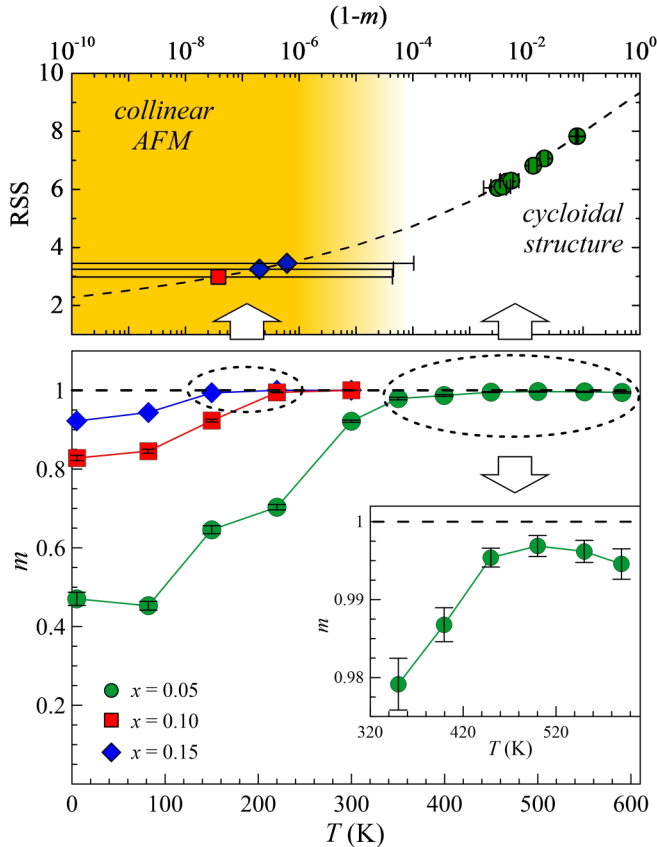 (1-m)
10⁻¹⁰ 10⁻⁸ 10⁻⁶ 10⁻⁴ 10⁻² 10⁰
10
8
6
4
2
RSS
collinear
AFM
cycloidal
structure
1
0.8
0.6
0.4
0.2
m
x = 0.05
x = 0.10
x = 0.15
0 100 200 300 400 500 600
T (K)
1
0.99
0.98
m
320 420 520
T (K)